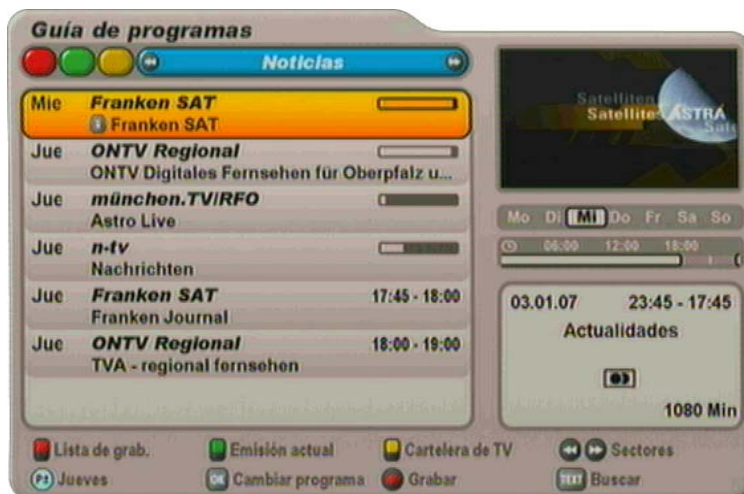 Guía de programas
Noticias
Mie Franken SAT
Franken SAT
Jue ONTV Regional
ONTV Digitales Fernsehen für Oberpfalz u...
Jue münchen.TV/RFO
Astro Live
Jue n-tv
Nachrichten
Jue Franken SAT 17:45 - 18:00
Franken Journal
Jue ONTV Regional 18:00 - 19:00
TVA - regional fernsehen
Satelliten
Satellites ASTRA
Sate
Mo Di Mi Do Fr Sa So
06:00 12:00 18:00
03.01.07 23:45 - 17:45
Actualidades
1080 Min
Lista de grab. Emisión actual Cartelera de TV Sectores
P± Jueves OK Cambiar programa Grabar TEXT Buscar